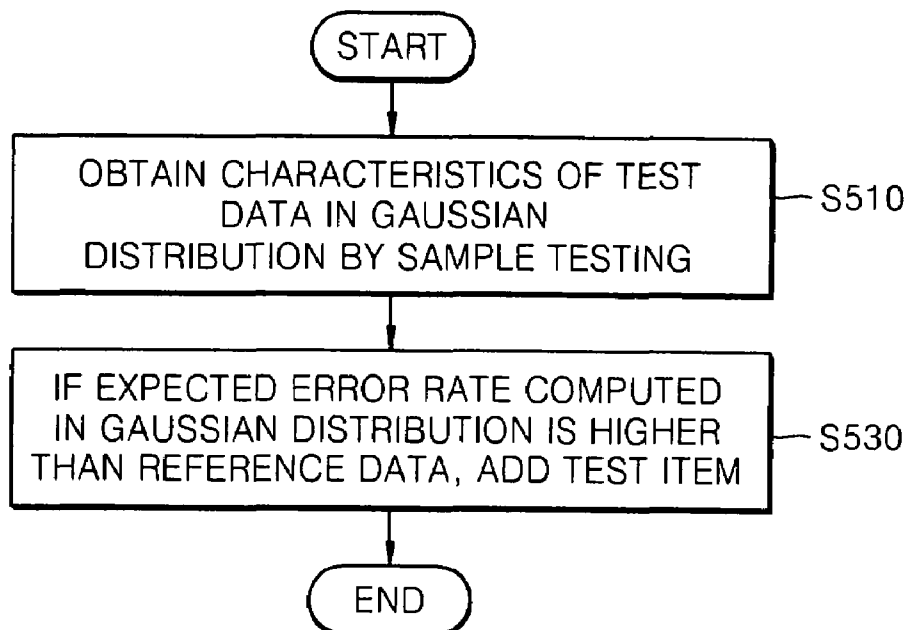 START
OBTAIN CHARACTERISTICS OF TEST
DATA IN GAUSSIAN
DISTRIBUTION BY SAMPLE TESTING
S510
IF EXPECTED ERROR RATE COMPUTED
IN GAUSSIAN DISTRIBUTION IS HIGHER
THAN REFERENCE DATA, ADD TEST ITEM
S530
END